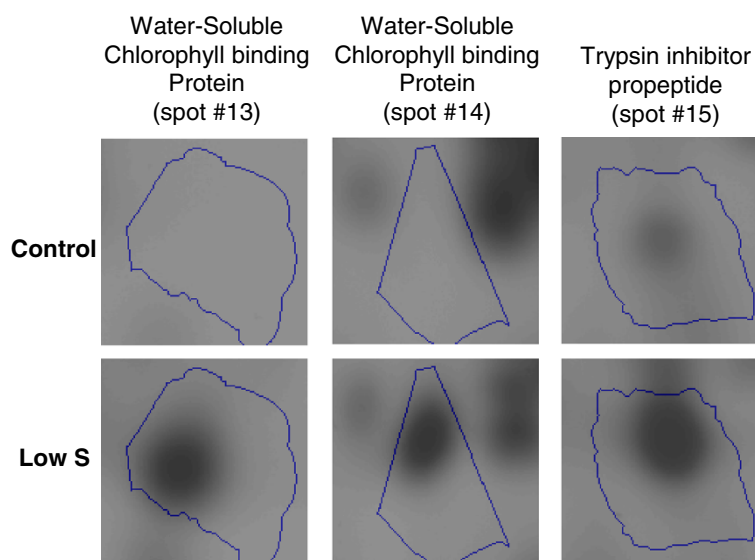 Water-Soluble
Chlorophyll binding
Protein
(spot #13)
Water-Soluble
Chlorophyll binding
Protein
(spot #14)
Trypsin inhibitor
propeptide
(spot #15)
Control
Low S